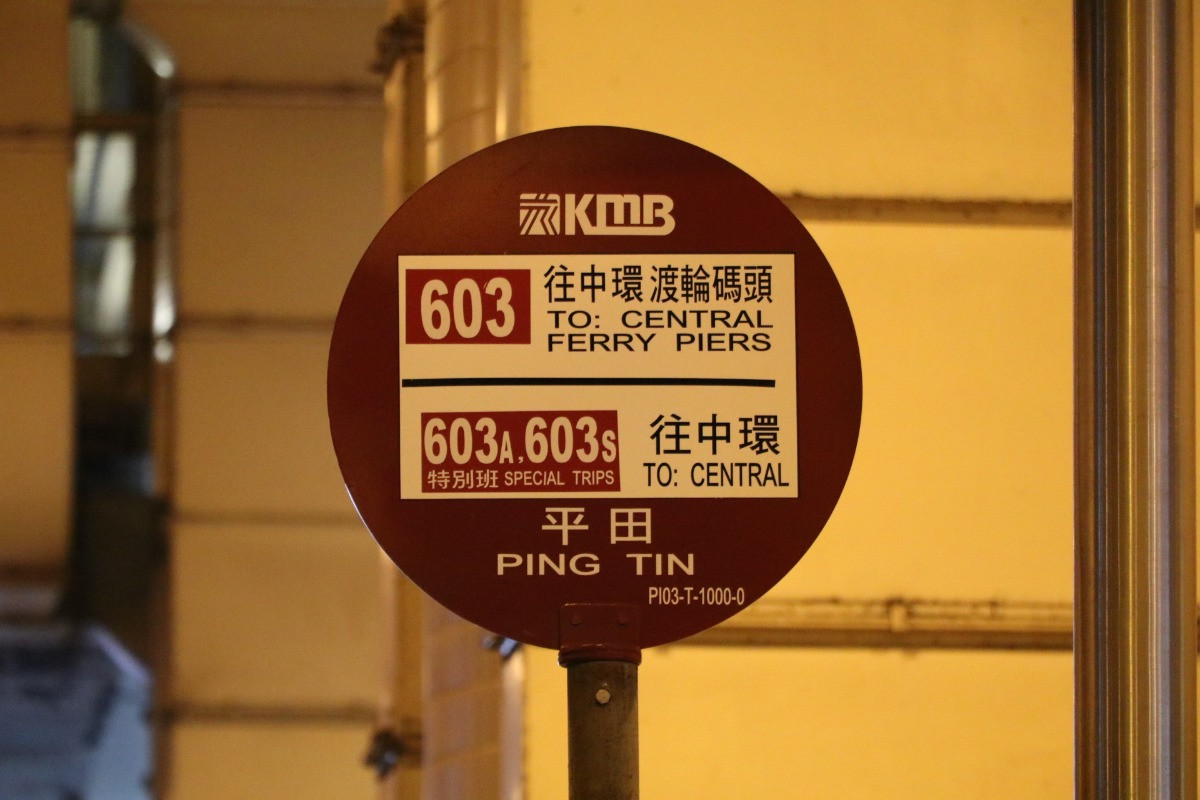 KMB
603
往中環渡輪碼頭
TO: CENTRAL
FERRY PIERS
603A, 603S
特別班 SPECIAL TRIPS
往中環
TO: CENTRAL
平田
PING TIN
PI03-T-1000-0